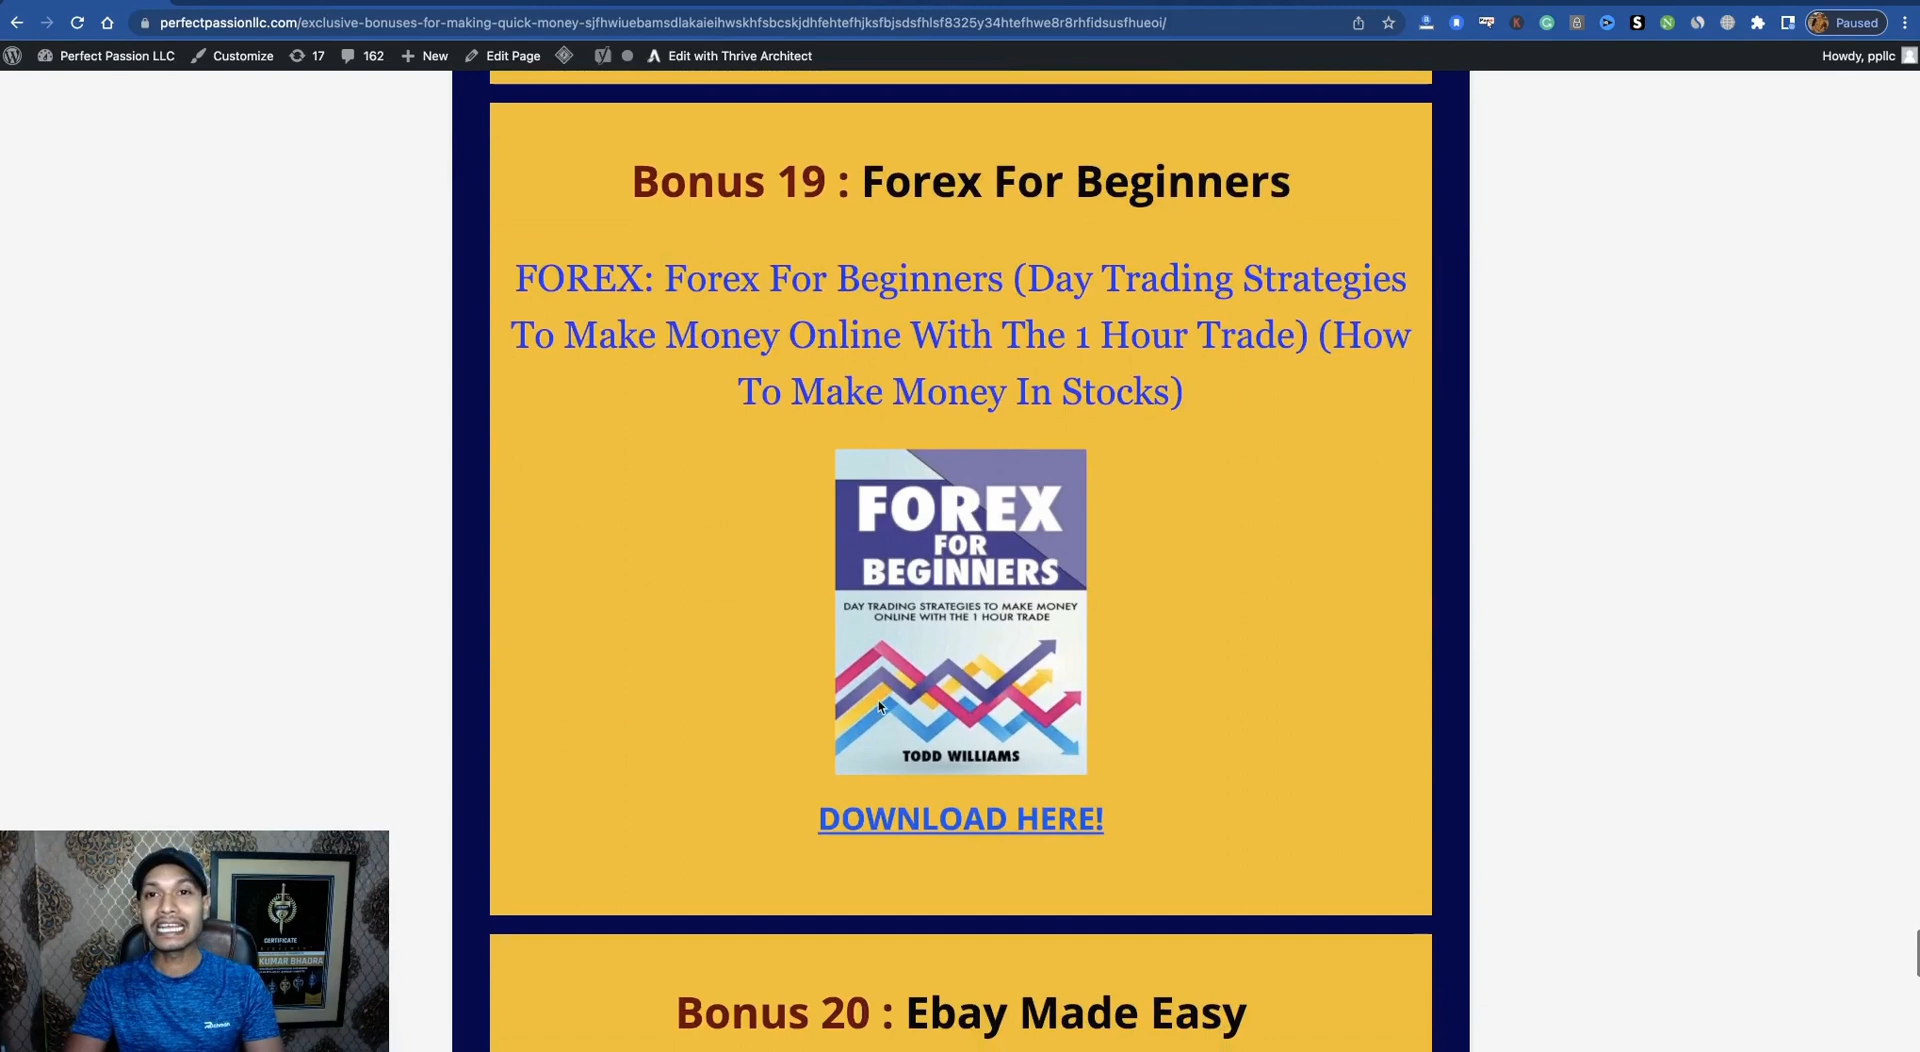 perfectpassionllc.com/exclusive-bonuses-for-making-quick-money-sjfhwiuebamsdlakaieihwskhfsbcskjdhfehtefhjksfbjsdsfhlsf8325y34htefhwe8r8rhfidsusfhueoi/
Paused
Perfect Passion LLC Customize 17 162 New Edit Page Edit with Thrive Architect Howdy, ppllc
Bonus 19 : Forex For Beginners
FOREX: Forex For Beginners (Day Trading Strategies
To Make Money Online With The 1 Hour Trade) (How
To Make Money In Stocks)
FOREX
FOR
BEGINNERS
DAY TRADING STRATEGIES TO MAKE MONEY
ONLINE WITH THE 1 HOUR TRADE
TODD WILLIAMS
DOWNLOAD HERE!
CERTIFICATE
KUMAR BHADRA
Bonus 20 : Ebay Made Easy